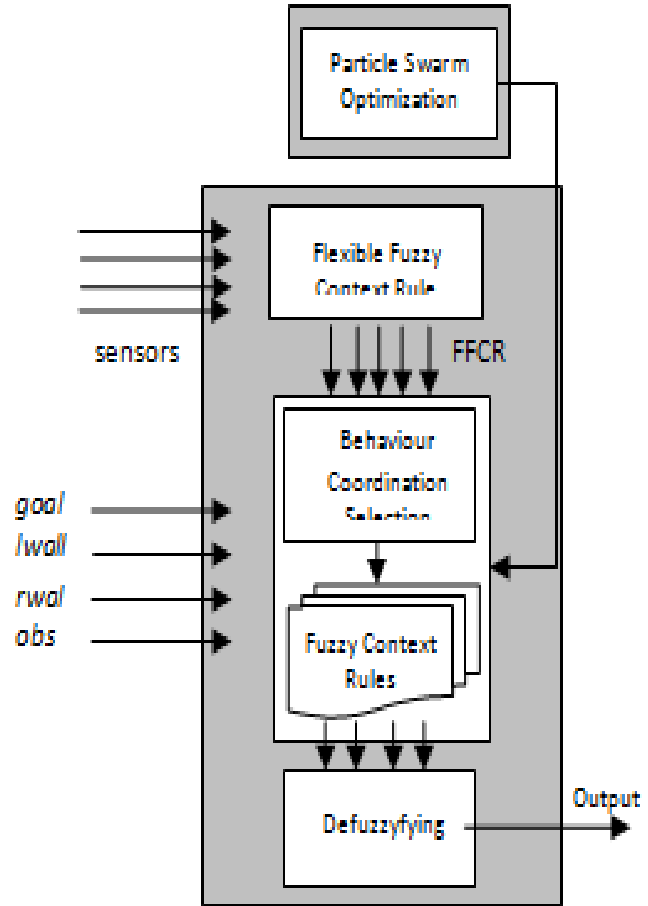 Particle Swarm
Optimization
Flexible Fuzzy
Context Rule
sensors
FFCR
Behaviour
Coordination
Selection
goal
lwall
rwal
obs
Fuzzy Context
Rules
Defuzzyfying
Output